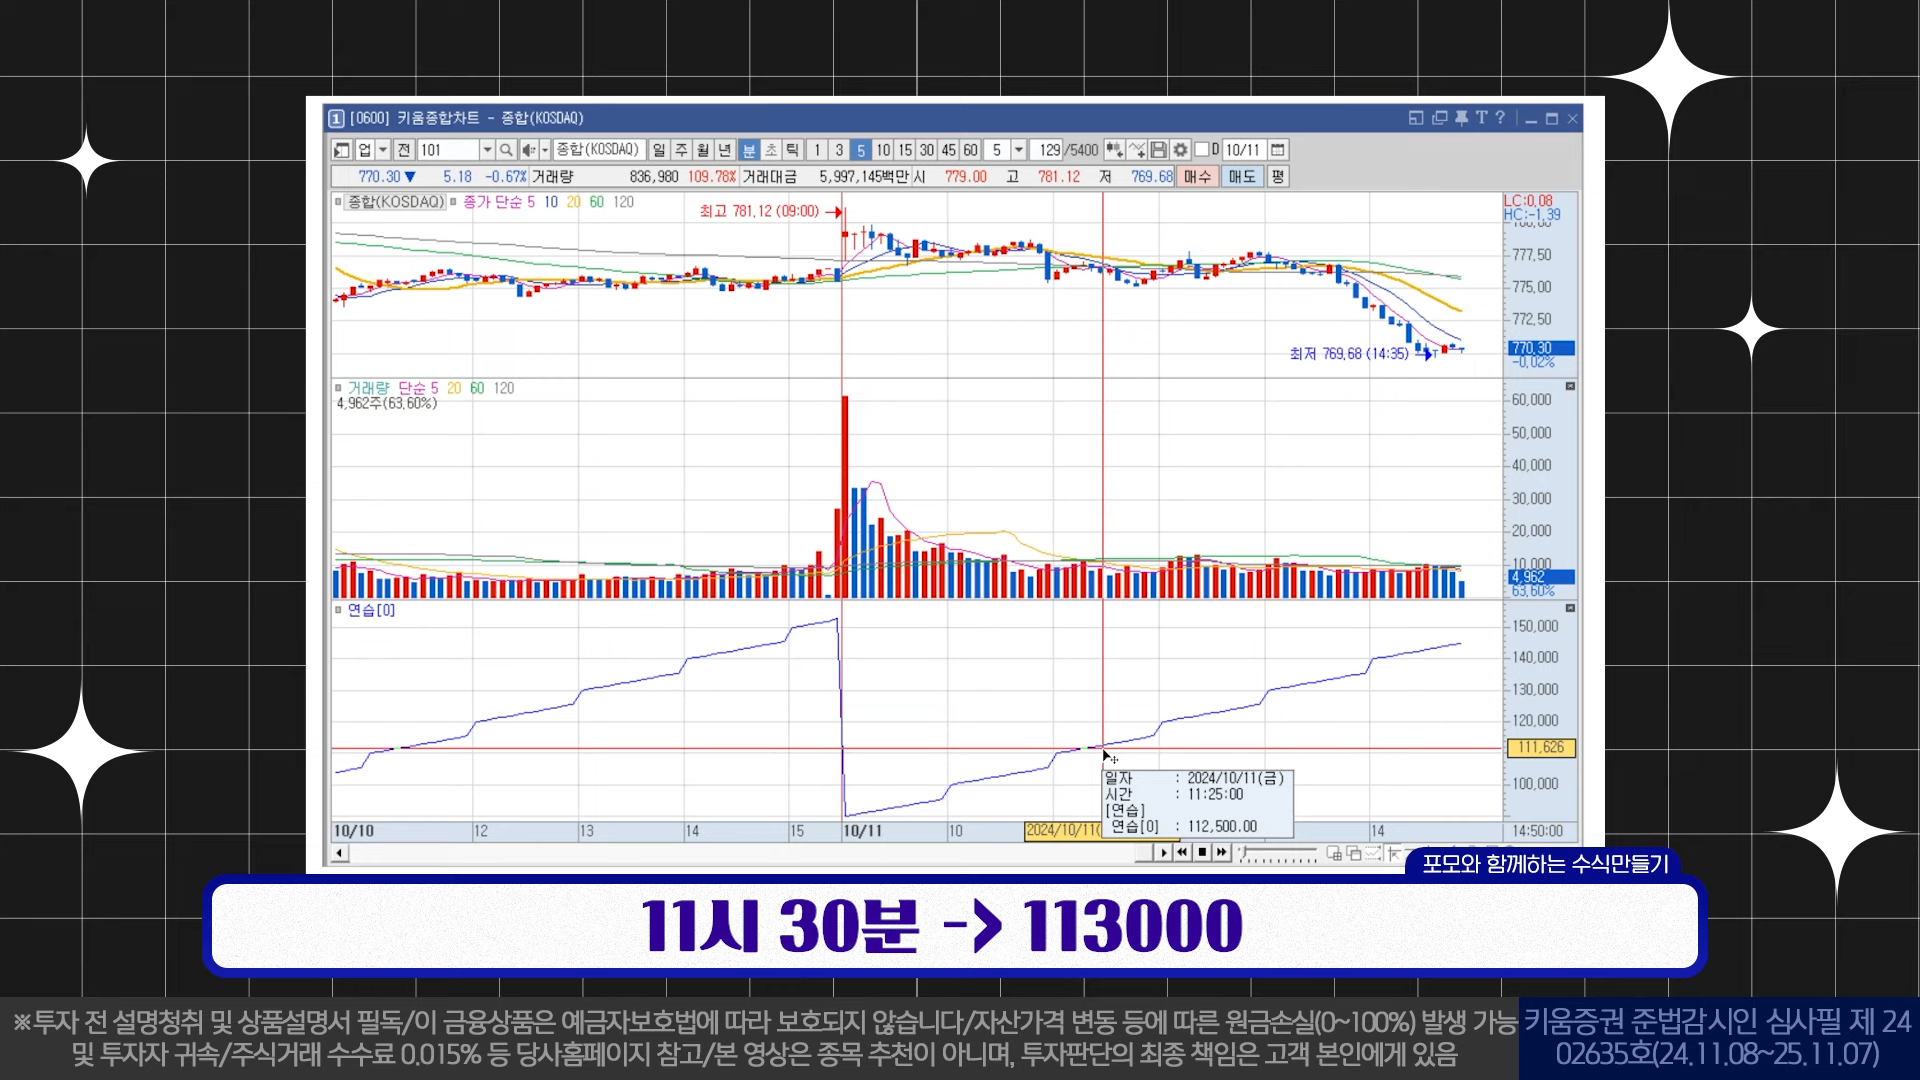 1 [0600] 키움종합차트 - 종합(KOSDAQ) T ?
업 전 101 종합(KOSDAQ) 일 주 월 년 분 초 틱 1 3 5 10 15 30 45 60 5 129 /5400 D 10/11
770.30 ▼ 5.18 -0.67% 거래량 836,980 109.78% 거래대금 5,997,145백만 시 779.00 고 781.12 저 769.68 매수 매도 평
종합(KOSDAQ) 종가 단순 5 10 20 60 120
LC:0.08
HC:-1.39
최고 781.12 (09:00)
777.50
775.00
772.50
770.30
-0.02%
최저 769.68 (14:35)
거래량 단순 5 20 60 120
4,962주(63.60%)
60,000
50,000
40,000
30,000
20,000
10,000
4,962
63.60%
연습[0]
150,000
140,000
130,000
120,000
111,626
100,000
일자 : 2024/10/11(금)
시간 : 11:25:00
[연습]
연습[0] : 112,500.00
10/10 12 13 14 15 10/11 10 2024/10/11( 14 14:50:00
포모와 함께하는 수식만들기
11시 30분 -> 113000
※투자 전 설명청취 및 상품설명서 필독/이 금융상품은 예금자보호법에 따라 보호되지 않습니다/자산가격 변동 등에 따른 원금손실(0~100%) 발생 가능
및 투자자 귀속/주식거래 수수료 0.015% 등 당사홈페이지 참고/본 영상은 종목 추천이 아니며, 투자판단의 최종 책임은 고객 본인에게 있음
키움증권 준법감시인 심사필 제 24
02635호(24.11.08~25.11.07)